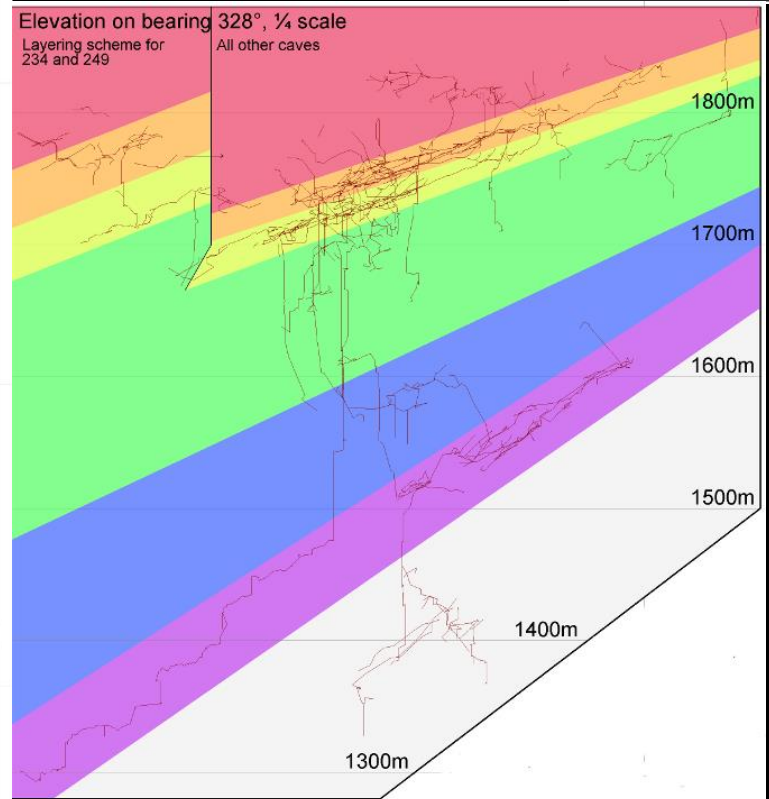 Elevation on bearing 328°, ¼ scale
Layering scheme for
234 and 249
All other caves
1800m
1700m
1600m
1500m
1400m
1300m